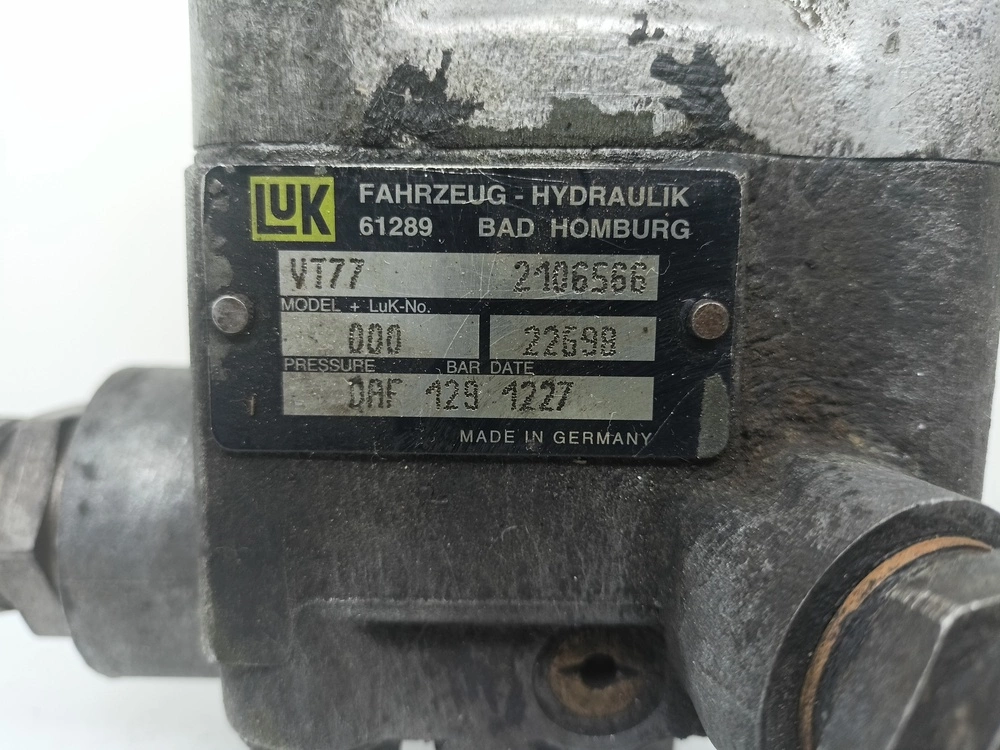 LUK FAHRZEUG - HYDRAULIK
61289 BAD HOMBURG
VT77 2106566
MODEL + LuK-No.
000 22698
PRESSURE BAR DATE
DAF 129 1227
MADE IN GERMANY